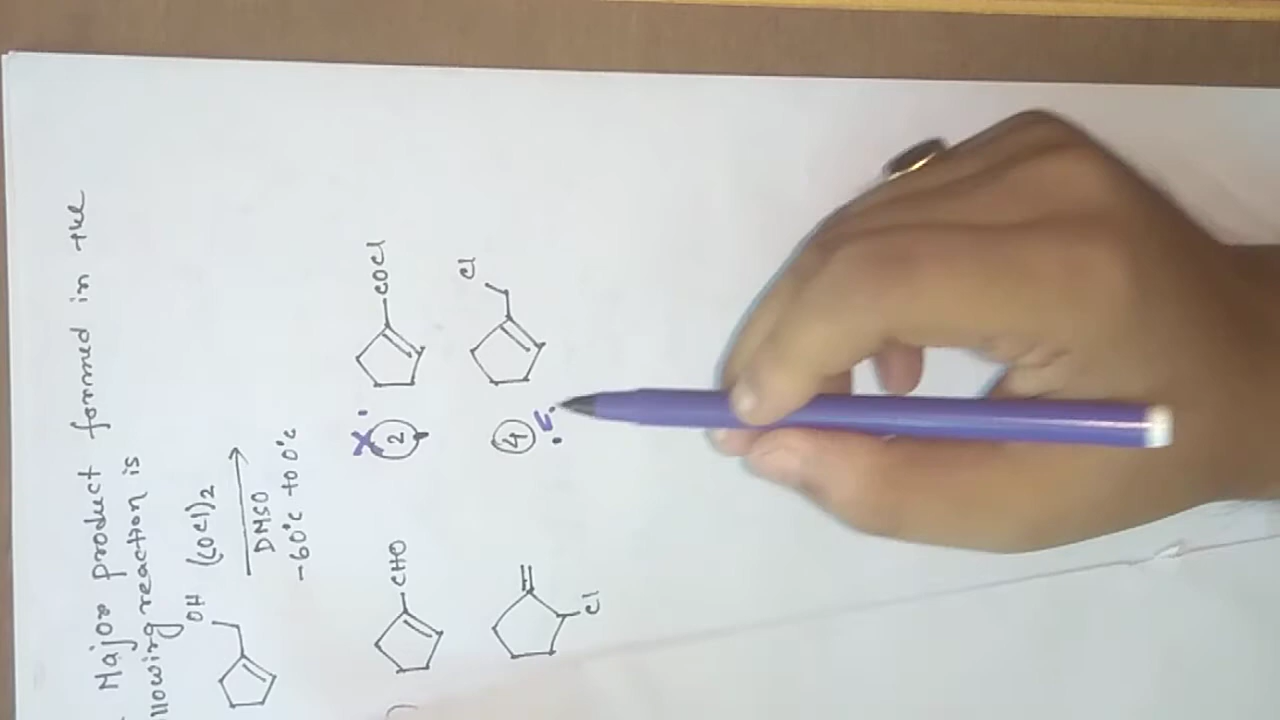 Major product formed in the
llowing reaction is
OH (COCl)2
DMSO
-60°C to 0°C
CHO
2
COCl
Cl
4
Cl